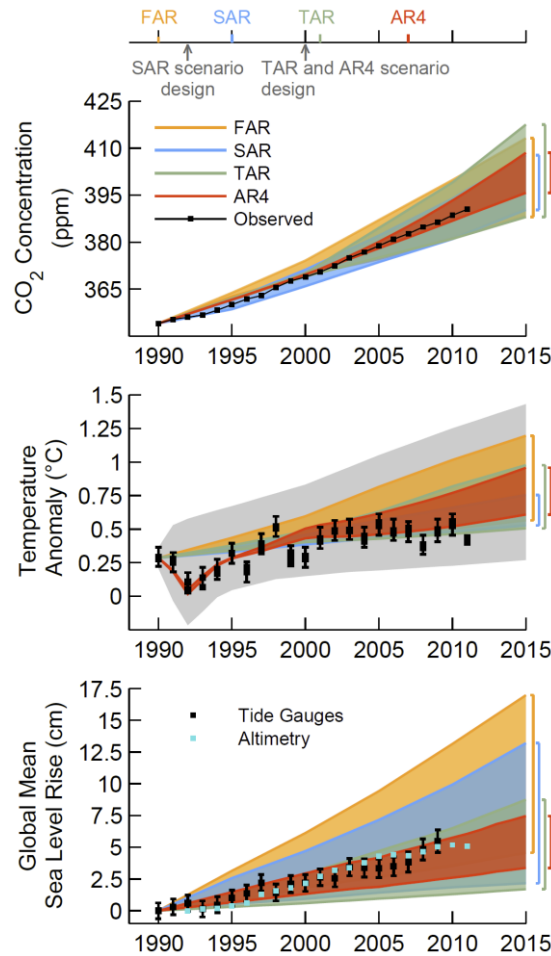 FAR SAR TAR AR4
SAR scenario design
TAR and AR4 scenario design
CO2 Concentration (ppm)
425
410
395
380
365
FAR
SAR
TAR
AR4
Observed
1990 1995 2000 2005 2010 2015
Temperature Anomaly (°C)
1.5
1.25
1
0.75
0.5
0.25
0
1990 1995 2000 2005 2010 2015
Global Mean Sea Level Rise (cm)
17.5
15
12.5
10
7.5
5
2.5
0
Tide Gauges
Altimetry
1990 1995 2000 2005 2010 2015